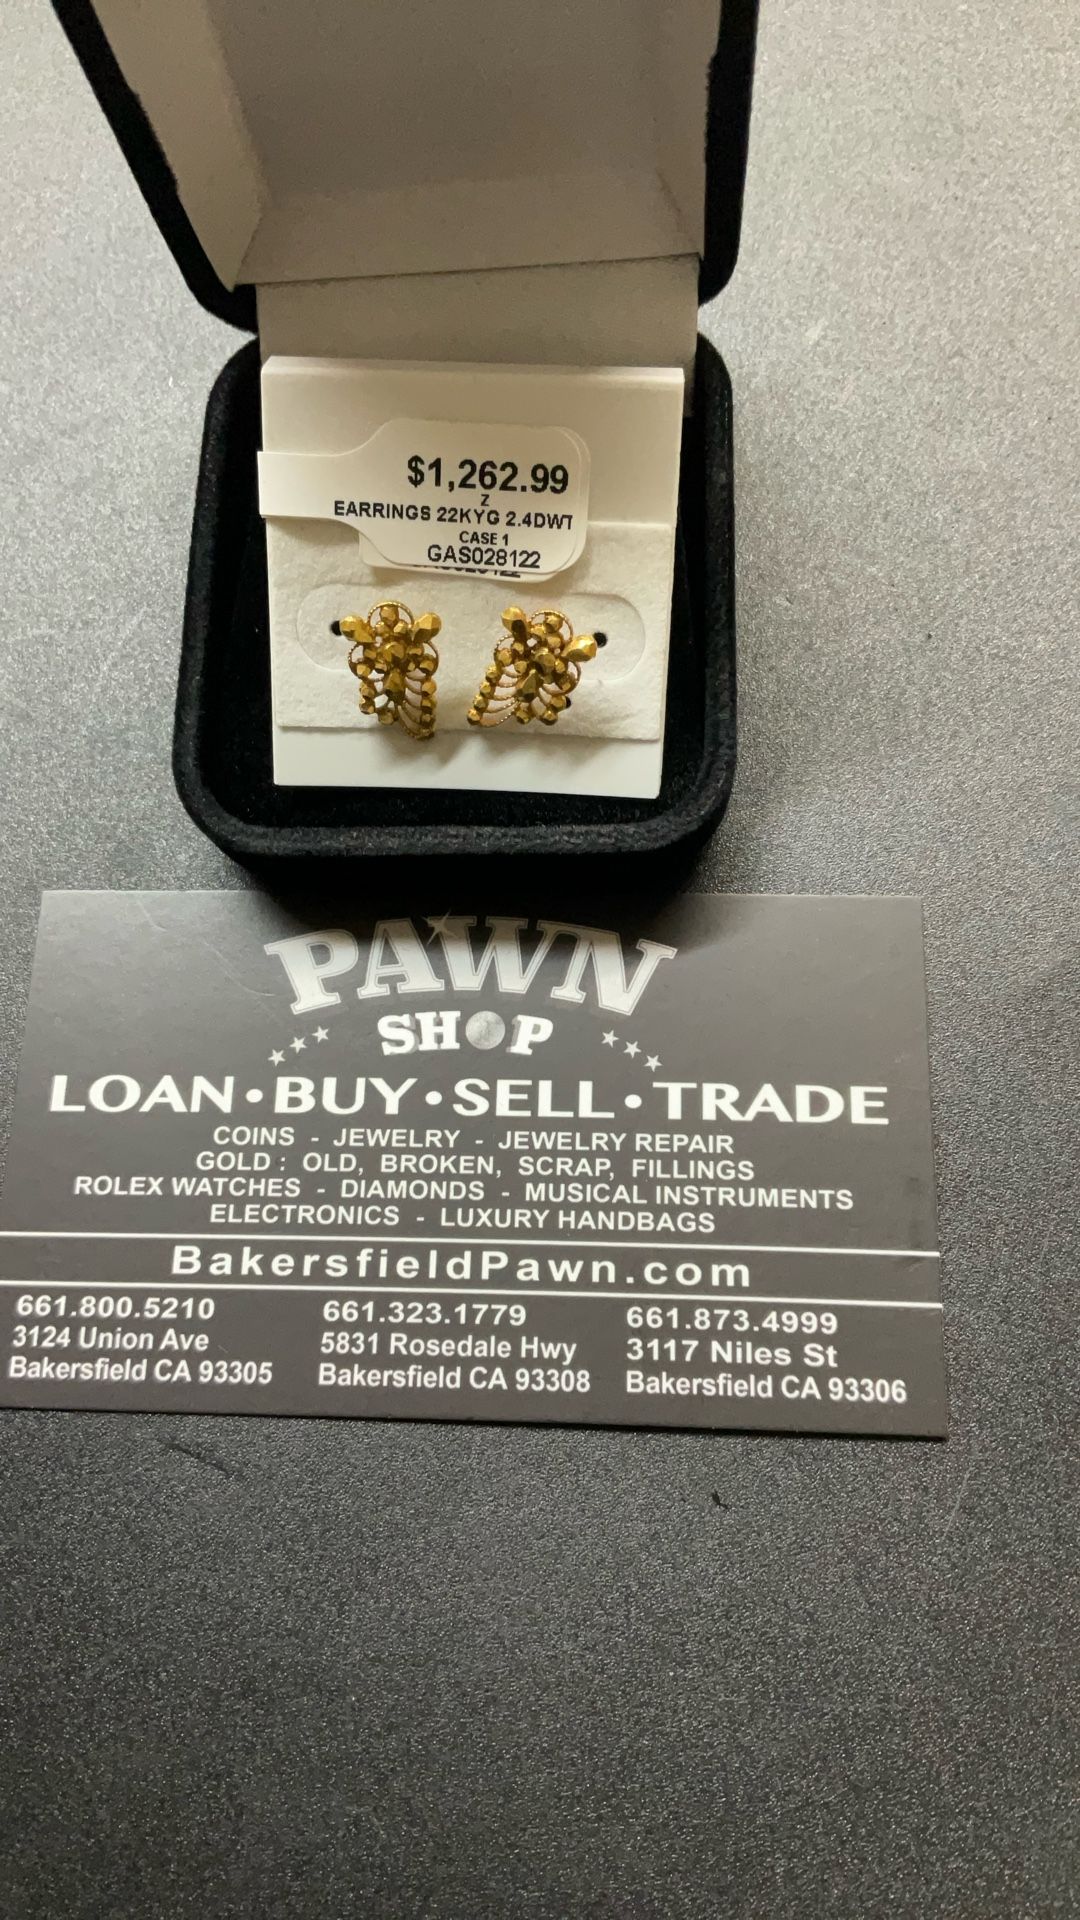 $1,262.99
Z
EARRINGS 22KYG 2.4DWT
CASE 1
GAS028122
PAWN
SHOP
LOAN • BUY • SELL • TRADE
COINS - JEWELRY - JEWELRY REPAIR
GOLD : OLD, BROKEN, SCRAP, FILLINGS
ROLEX WATCHES - DIAMONDS - MUSICAL INSTRUMENTS
ELECTRONICS - LUXURY HANDBAGS
BakersfieldPawn.com
661.800.5210
3124 Union Ave
Bakersfield CA 93305
661.323.1779
5831 Rosedale Hwy
Bakersfield CA 93308
661.873.4999
3117 Niles St
Bakersfield CA 93306